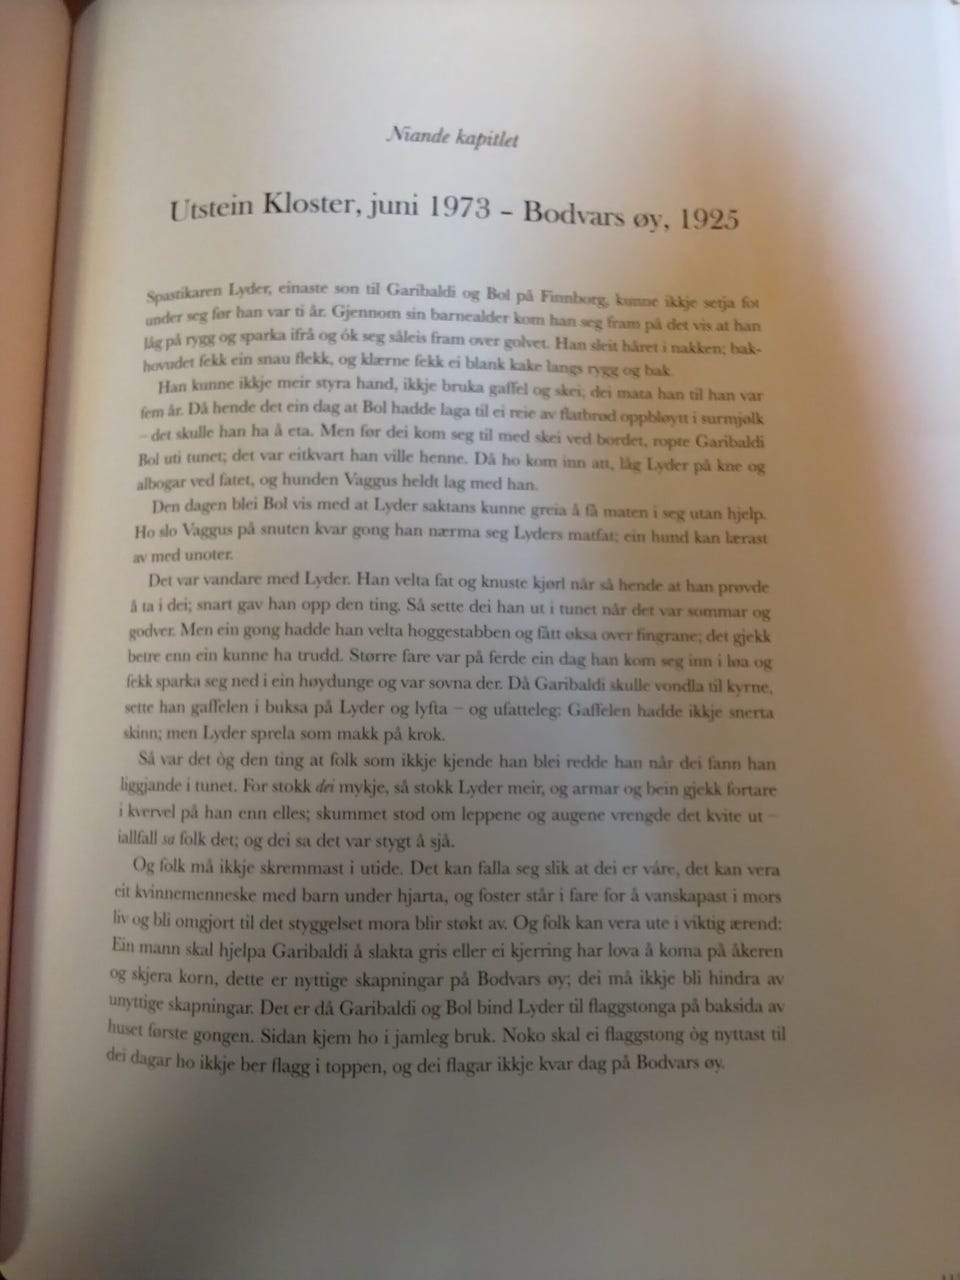 Niande kapitlet
Utstein Kloster, juni 1973 – Bodvars øy, 1925
Spastikaren Lyder, einaste son til Garibaldi og Bol på Finnborg, kunne ikkje setja fot
under seg før han var ti år. Gjennom sin barnealder kom han seg fram på det vis at han
låg på rygg og sparka ifrå og ók seg såleis fram over golvet. Han sleit håret i nakken; bak-
hovudet fekk ein snau flekk, og klærne fekk ei blank kake langs rygg og bak.
Han kunne ikkje meir styra hand, ikkje bruka gaffel og skei; dei mata han til han var
fem år. Då hende det ein dag at Bol hadde laga til ei reie av flatbrød oppbløytt i surmjølk
– det skulle han ha å eta. Men før dei kom seg til med skei ved bordet, ropte Garibaldi
Bol uti tunet; det var eitkvart han ville henne. Då ho kom inn att, låg Lyder på kne og
albogar ved fatet, og hunden Vaggus heldt lag med han.
Den dagen blei Bol vis med at Lyder saktans kunne greia å få maten i seg utan hjelp.
Ho slo Vaggus på snuten kvar gong han nærma seg Lyders matfat; ein hund kan lærast
av med unoter.
Det var vandare med Lyder. Han velta fat og knuste kjørl når så hende at han prøvde
å ta i dei; snart gav han opp den ting. Så sette dei han ut i tunet når det var sommar og
godver. Men ein gong hadde han velta hoggestabben og fått øksa over fingrane; det gjekk
betre enn ein kunne ha trudd. Større fare var på ferde ein dag han kom seg inn i løa og
fekk sparka seg ned i ein høydunge og var sovna der. Då Garibaldi skulle vondla til kyrne,
sette han gaffelen i buksa på Lyder og lyfta – og ufatteleg: Gaffelen hadde ikkje snerta
skinn; men Lyder sprela som makk på krok.
Så var det òg den ting at folk som ikkje kjende han blei redde han når dei fann han
liggjande i tunet. For stokk dei mykje, så stokk Lyder meir, og armar og bein gjekk fortare
i kvervel på han enn elles; skummet stod om leppene og augene vrengde det kvite ut –
iallfall sa folk det; og dei sa det var stygt å sjå.
Og folk må ikkje skremmast i utide. Det kan falla seg slik at dei er våre, det kan vera
eit kvinnemenneske med barn under hjarta, og foster står i fare for å vanskapast i mors
liv og bli omgjort til det styggelset mora blir støkt av. Og folk kan vera ute i viktig ærend:
Ein mann skal hjelpa Garibaldi å slakta gris eller ei kjerring har lova å koma på åkeren
og skjera korn, dette er nyttige skapningar på Bodvars øy; dei må ikkje bli hindra av
unyttige skapningar. Det er då Garibaldi og Bol bind Lyder til flaggstonga på baksida av
huset første gongen. Sidan kjem ho i jamleg bruk. Noko skal ei flaggstong òg nyttast til
dei dagar ho ikkje ber flagg i toppen, og dei flagar ikkje kvar dag på Bodvars øy.